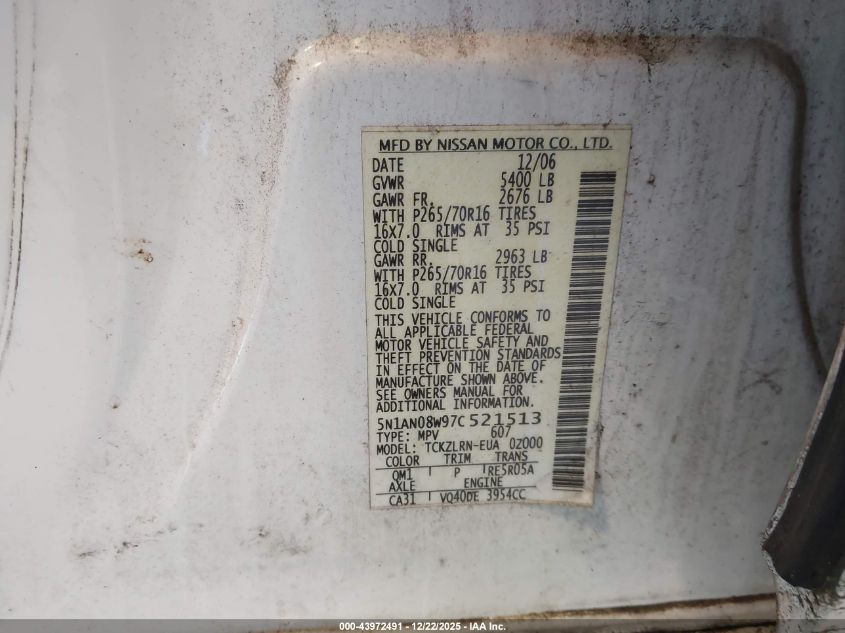 MFD BY NISSAN MOTOR CO., LTD.
DATE 12/06
GVWR 5400 LB
GAWR FR. 2676 LB
WITH P265/70R16 TIRES
16X7.0 RIMS AT 35 PSI
COLD SINGLE
GAWR RR. 2963 LB
WITH P265/70R16 TIRES
16X7.0 RIMS AT 35 PSI
COLD SINGLE
THIS VEHICLE CONFORMS TO
ALL APPLICABLE FEDERAL
MOTOR VEHICLE SAFETY AND
THEFT PREVENTION STANDARDS
IN EFFECT ON THE DATE OF
MANUFACTURE SHOWN ABOVE.
SEE OWNERS MANUAL FOR
ADDITIONAL INFORMATION.
5N1AN08W97C521513
TYPE: MPV 607
MODEL: TCKZLRN-EUA 0Z000
COLOR TRIM TRANS
QM1 P RE5R05A
AXLE ENGINE
CA31 VQ40DE 3954CC
000-43972491 - 12/22/2025 - IAA Inc.